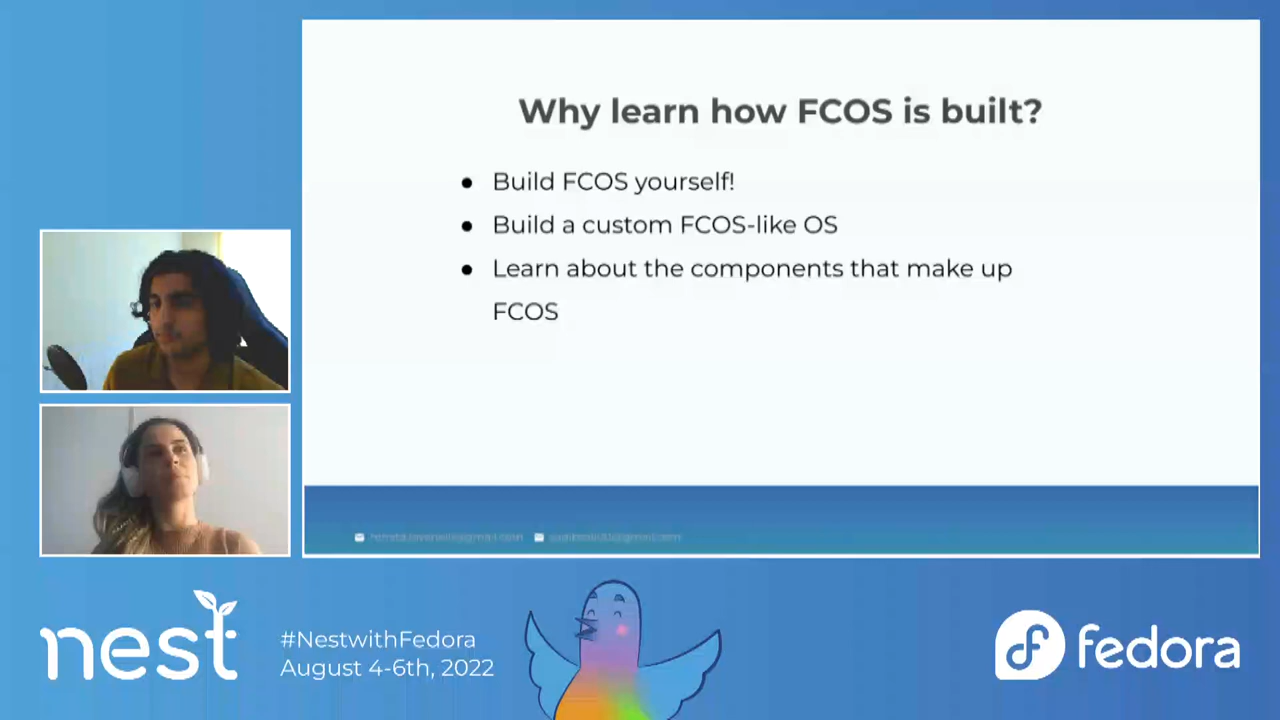 Why learn how FCOS is built?
● Build FCOS yourself!
● Build a custom FCOS-like OS
● Learn about the components that make up
FCOS
nest
#NestwithFedora
August 4-6th, 2022
fedora